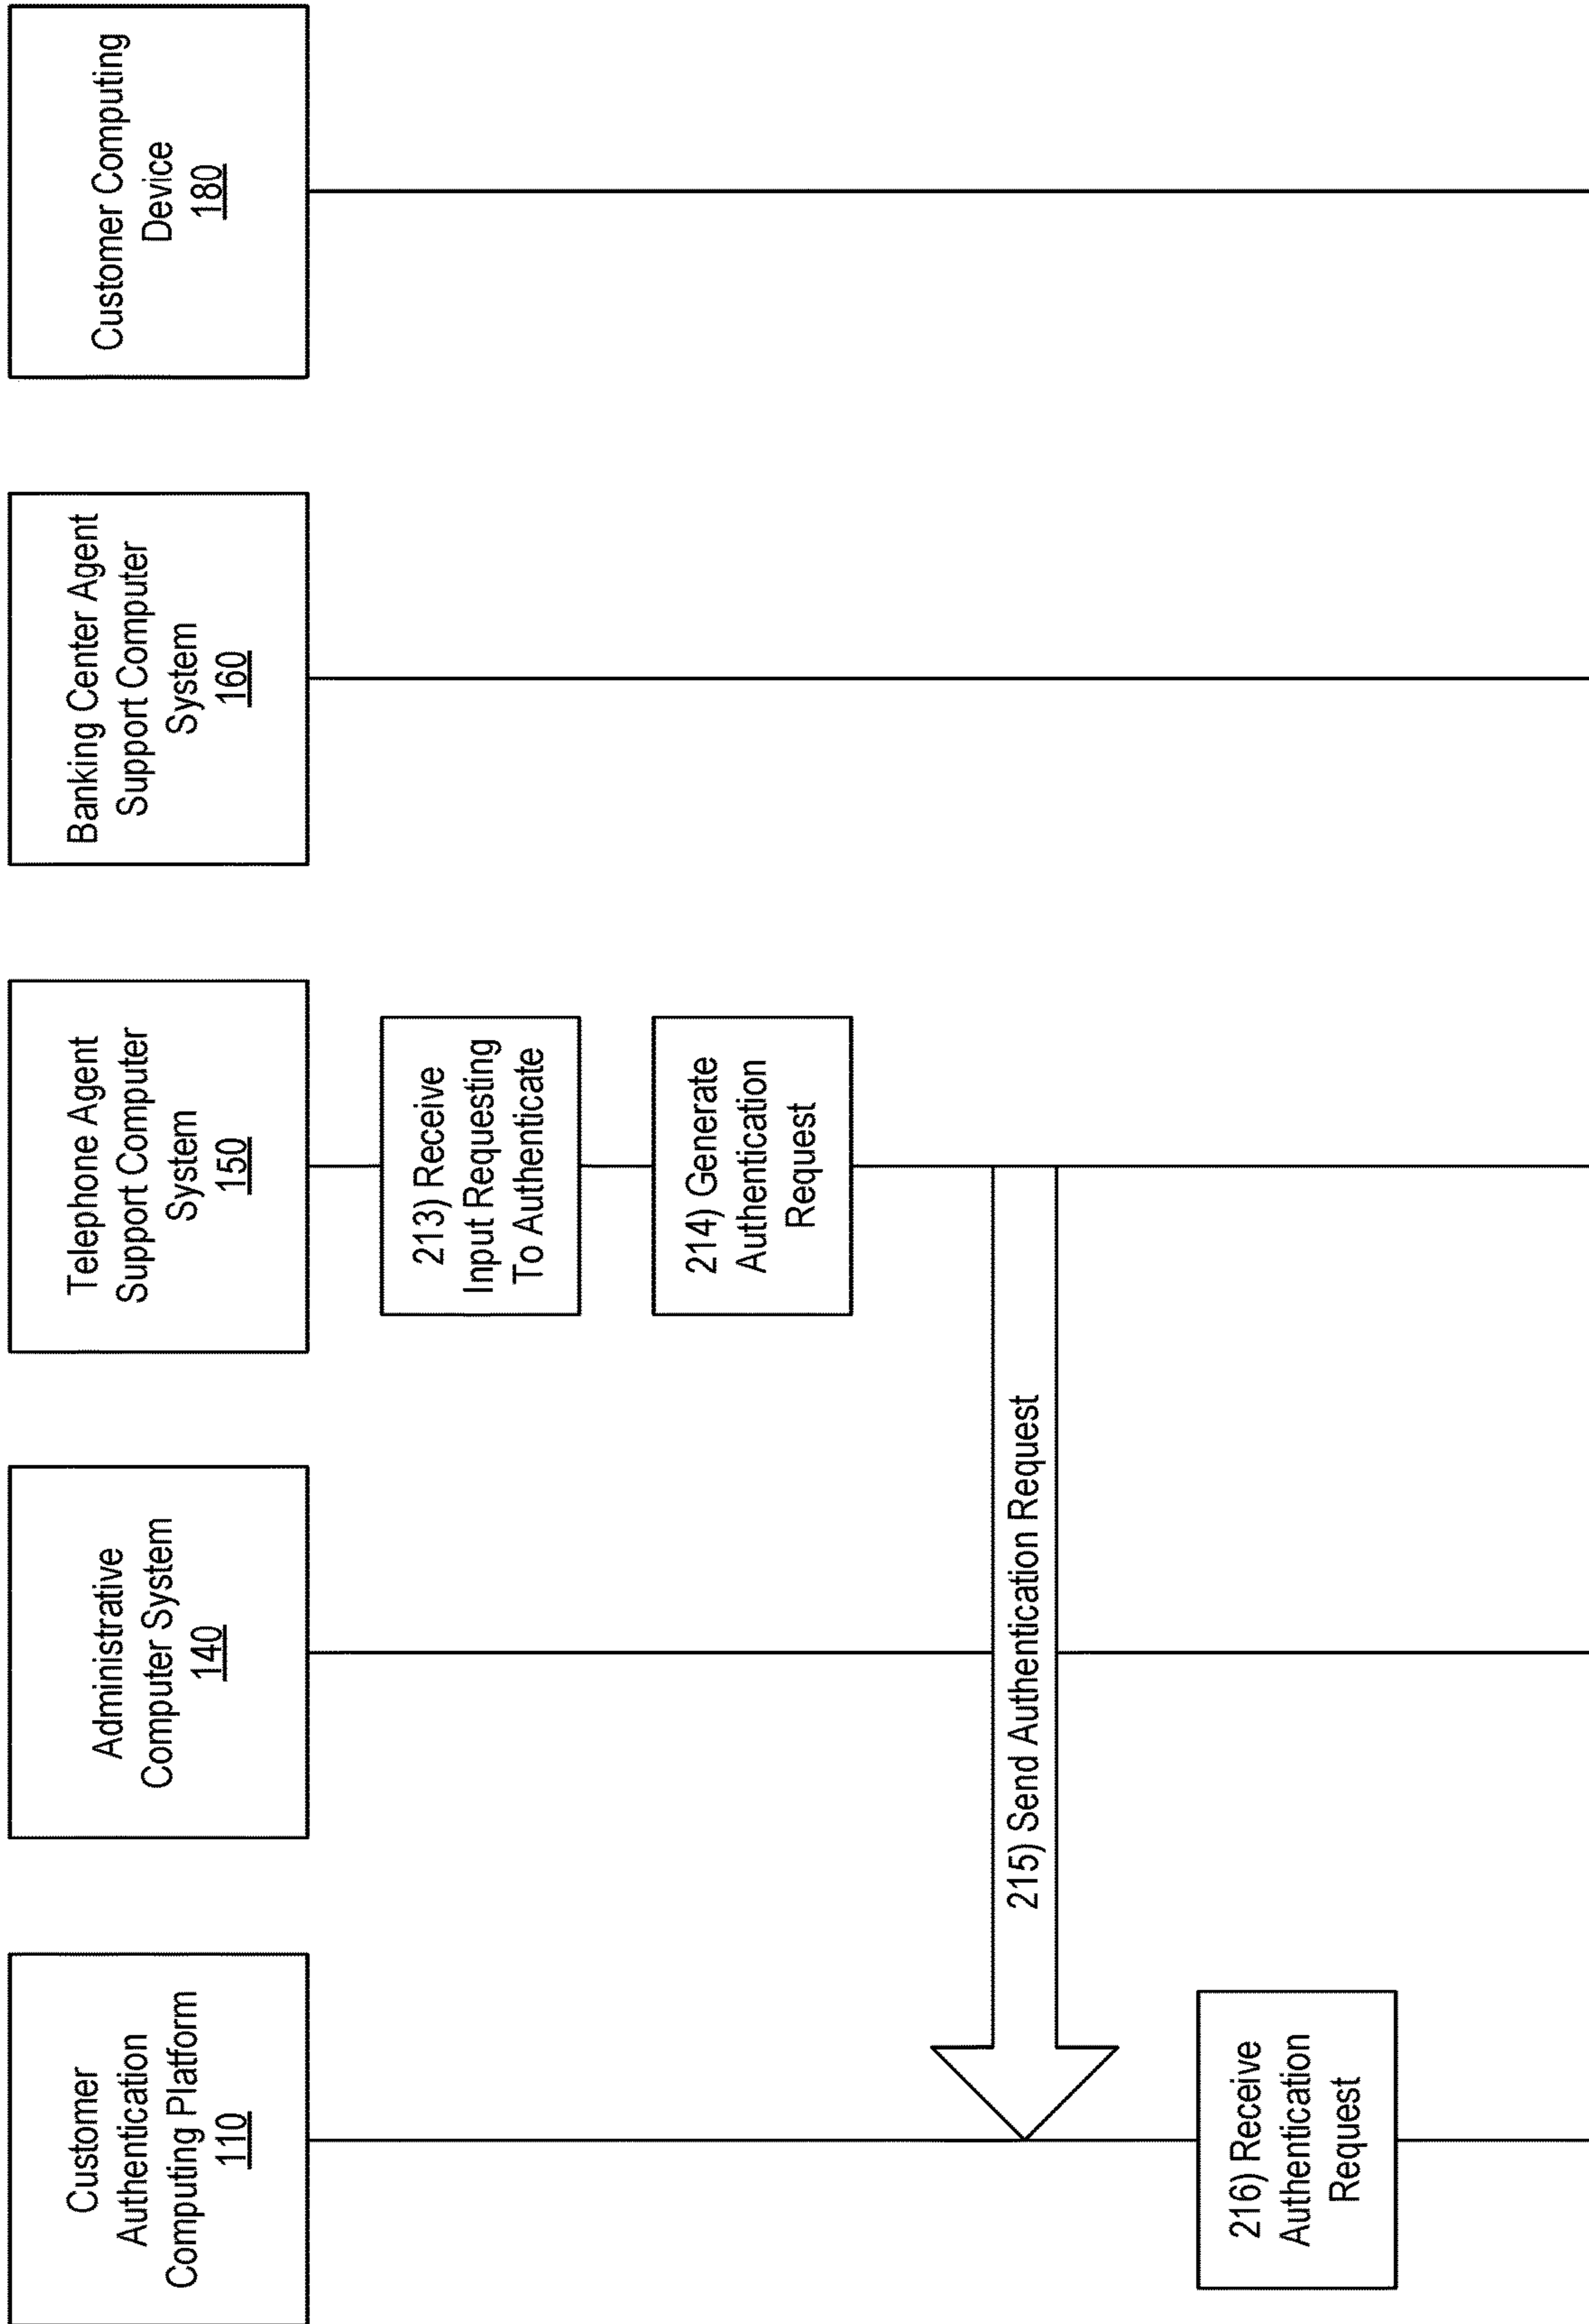 Customer
Authentication
Computing Platform
110
Administrative
Computer System
140
Telephone Agent
Support Computer
System
150
Banking Center Agent
Support Computer
System
160
Customer Computing
Device
180
213) Receive
Input Requesting
To Authenticate
214) Generate
Authentication
Request
215) Send Authentication Request
216) Receive
Authentication
Request